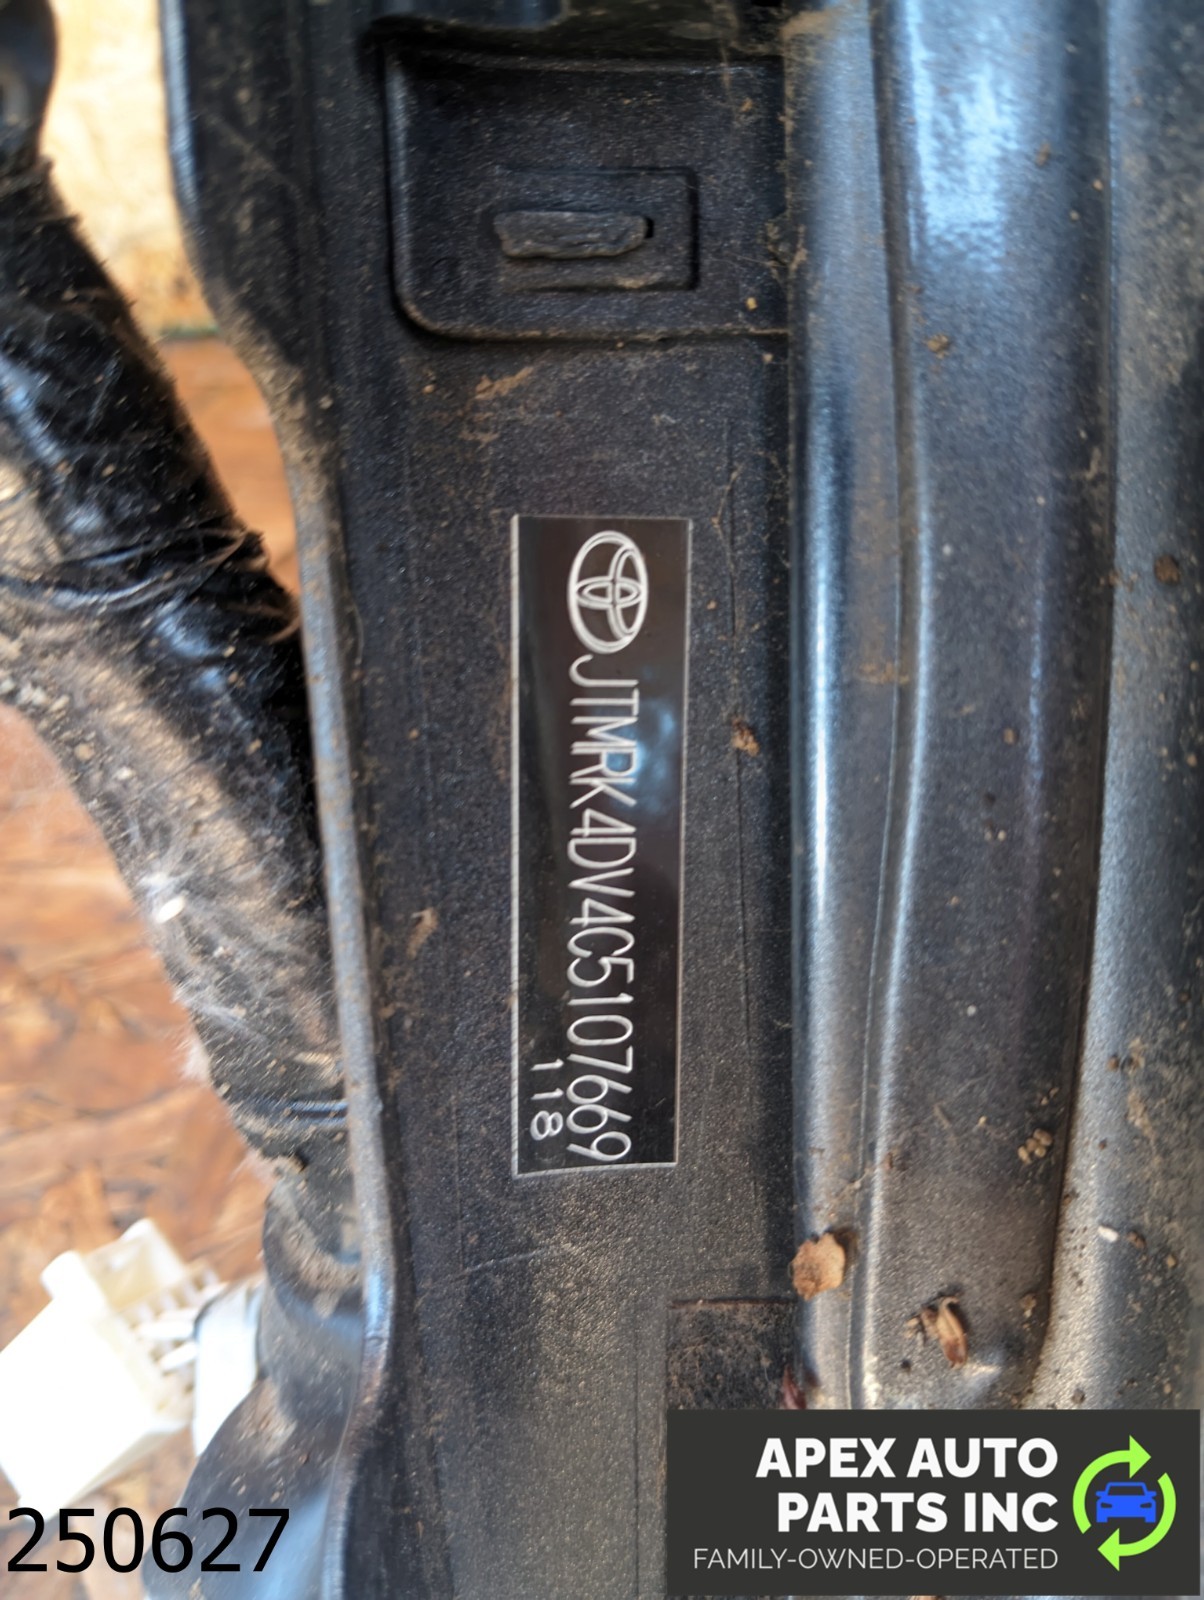 JTMRK4DV4C5107669
118
250627
APEX AUTO
PARTS INC
FAMILY-OWNED-OPERATED